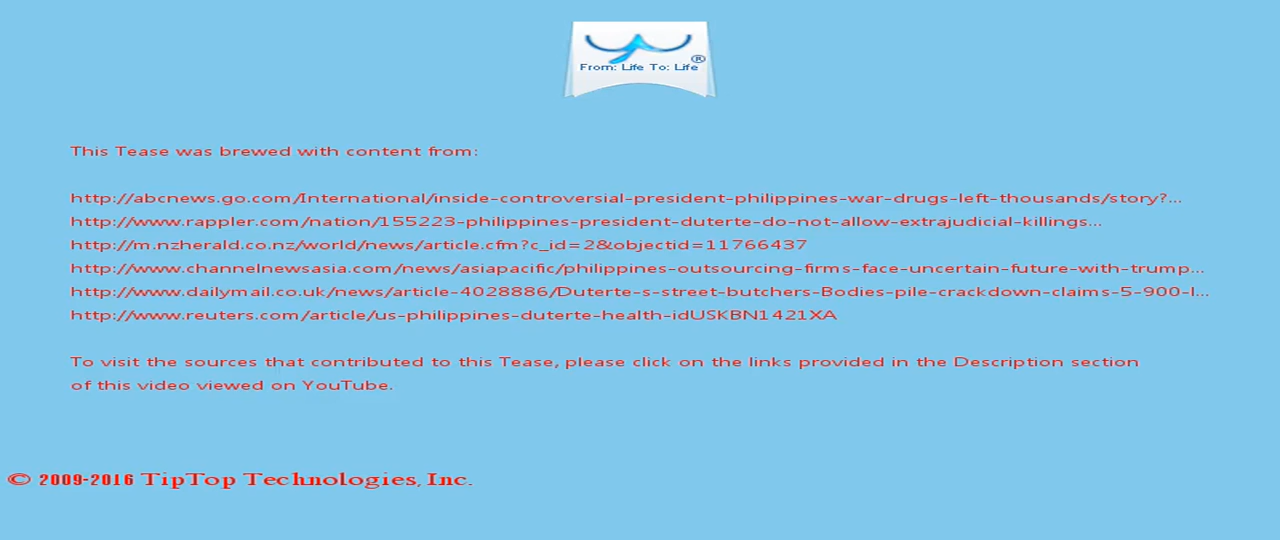 From: Life To: Life®
This Tease was brewed with content from:
http://abcnews.go.com/International/inside-controversial-president-philippines-war-drugs-left-thousands/story?...
http://www.rappler.com/nation/155223-philippines-president-duterte-do-not-allow-extrajudicial-killings...
http://m.nzherald.co.nz/world/news/article.cfm?c_id=2&objectid=11766437
http://www.channelnewsasia.com/news/asiapacific/philippines-outsourcing-firms-face-uncertain-future-with-trump...
http://www.dailymail.co.uk/news/article-4028886/Duterte-s-street-butchers-Bodies-pile-crackdown-claims-5-900-l...
http://www.reuters.com/article/us-philippines-duterte-health-idUSKBN1421XA
To visit the sources that contributed to this Tease, please click on the links provided in the Description section
of this video viewed on YouTube.
© 2009-2016 TipTop Technologies, Inc.